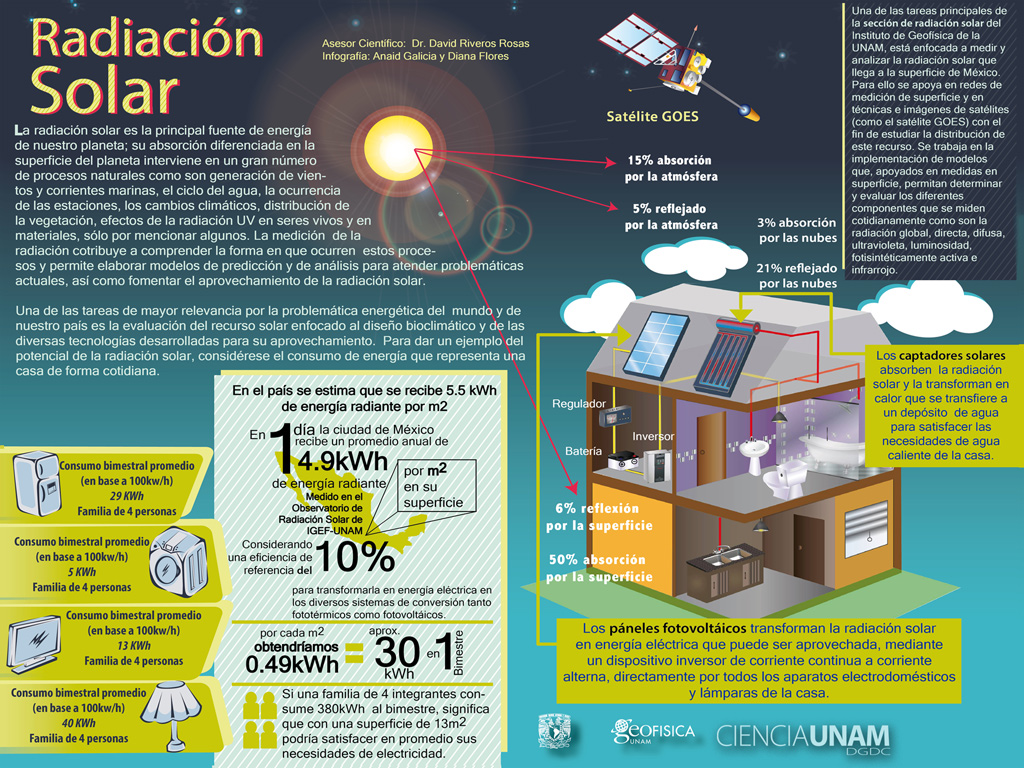 Radiación
Solar
Asesor Científico: Dr. David Riveros Rosas
Infografía: Anaid Galicia y Diana Flores
La radiación solar es la principal fuente de energía
de nuestro planeta; su absorción diferenciada en la
superficie del planeta interviene en un gran número
de procesos naturales como son generación de vien-
tos y corrientes marinas, el ciclo del agua, la ocurrencia
de las estaciones, los cambios climáticos, distribución de
la vegetación, efectos de la radiación UV en seres vivos y en
materiales, sólo por mencionar algunos. La medición de la
radiación cotribuye a comprender la forma en que ocurren estos proce-
sos y permite elaborar modelos de predicción y de análisis para atender problemáticas
actuales, así como fomentar el aprovechamiento de la radiación solar.
Una de las tareas de mayor relevancia por la problemática energética del mundo y de
nuestro país es la evaluación del recurso solar enfocado al diseño bioclimático y de las
diversas tecnologías desarrolladas para su aprovechamiento. Para dar un ejemplo del
potencial de la radiación solar, considérese el consumo de energía que representa una
casa de forma cotidiana.
Satélite GOES
15% absorción
por la atmósfera
5% reflejado
por la atmósfera
3% absorción
por las nubes
21% reflejado
por las nubes
Una de las tareas principales de
la sección de radiación solar del
Instituto de Geofísica de la
UNAM, está enfocada a medir y
analizar la radiación solar que
llega a la superficie de México.
Para ello se apoya en redes de
medición de superficie y en
técnicas e imágenes de satélites
(como el satélite GOES) con el
fin de estudiar la distribución de
este recurso. Se trabaja en la
implementación de modelos
que, apoyados en medidas en
superficie, permitan determinar
y evaluar los diferentes
componentes que se miden
cotidianamente como son la
radiación global, directa, difusa,
ultravioleta, luminosidad,
fotisintéticamente activa e
infrarrojo.
Los captadores solares
absorben la radiación
solar y la transforman en
calor que se transfiere a
un depósito de agua
para satisfacer las
necesidades de agua
caliente de la casa.
Regulador
Batería
Inversor
6% reflexión
por la superficie
50% absorción
por la superficie
Consumo bimestral promedio
(en base a 100kw/h)
29 KWh
Familia de 4 personas
Consumo bimestral promedio
(en base a 100kw/h)
5 KWh
Familia de 4 personas
Consumo bimestral promedio
(en base a 100kw/h)
13 KWh
Familia de 4 personas
Consumo bimestral promedio
(en base a 100kw/h)
40 KWh
Familia de 4 personas
En el país se estima que se recibe 5.5 kWh
de energía radiante por m2
En 1 día la ciudad de México
recibe un promedio anual de
4.9kWh
de energía radiante
Medido en el
Observatorio de
Radiación Solar de
IGEF-UNAM
por m2
en su
superficie
Considerando
una eficiencia de
referencia del
10%
para transformarla en energía eléctrica en
los diversos sistemas de conversión tanto
fototérmicos como fotovoltaicos.
por cada m2
obtendríamos
0.49kWh
=
aprox.
30
kWh
en 1
Bimestre
Si una familia de 4 integrantes con-
sume 380kWh al bimestre, significa
que con una superficie de 13m2
podría satisfacer en promedio sus
necesidades de electricidad.
Los páneles fotovoltáicos transforman la radiación solar
en energía eléctrica que puede ser aprovechada, mediante
un dispositivo inversor de corriente continua a corriente
alterna, directamente por todos los aparatos electrodomésticos
y lámparas de la casa.
GEOFISICA
UNAM
CIENCIAUNAM
DGDC